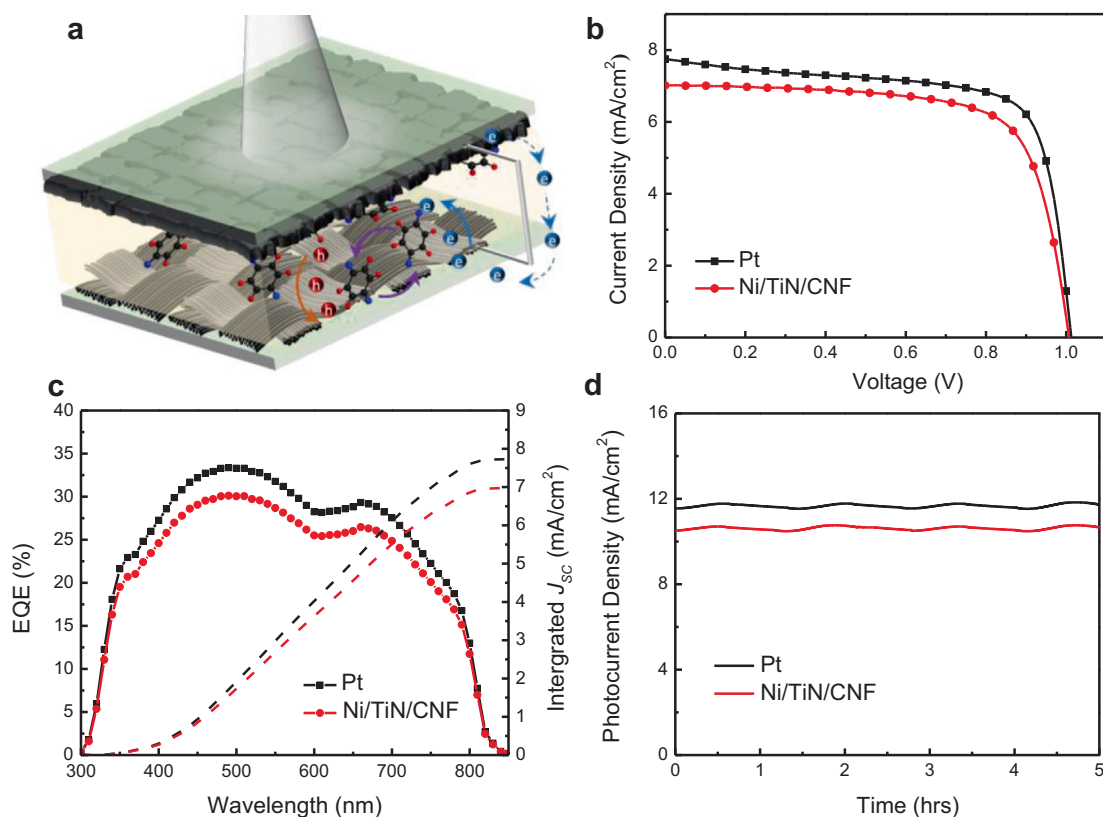 a
e
e
e
e
e
e
e
e
h
h
h
b
Current Density (mA/cm²)
8
6
4
2
0
Pt
Ni/TiN/CNF
0.0 0.2 0.4 0.6 0.8 1.0
Voltage (V)
c
EQE (%)
40
35
30
25
20
15
10
5
0
Pt
Ni/TiN/CNF
300 400 500 600 700 800
Wavelength (nm)
9
8
7
6
5
4
3
2
1
0
Intergrated J_SC (mA/cm²)
d
Photocurrent Density (mA/cm²)
16
12
8
4
0
Pt
Ni/TiN/CNF
0 1 2 3 4 5
Time (hrs)